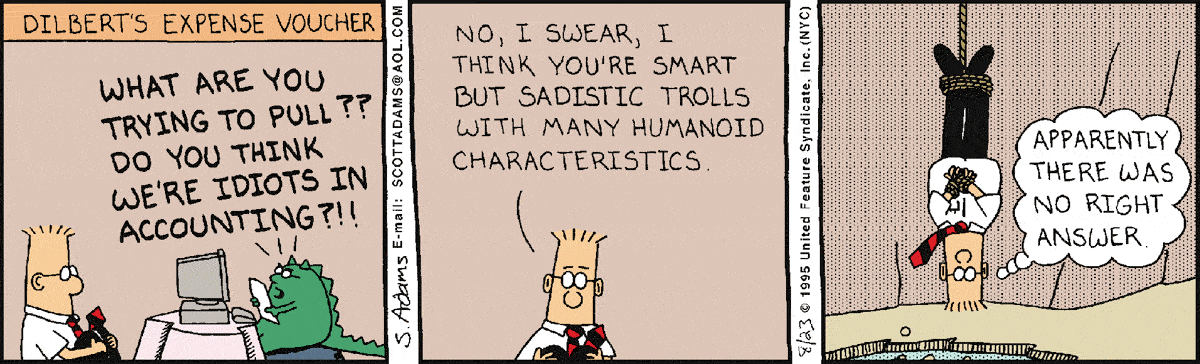 DILBERT'S EXPENSE VOUCHER
WHAT ARE YOU
TRYING TO PULL??
DO YOU THINK
WE'RE IDIOTS IN
ACCOUNTING?!!
S. Adams E-mail: SCOTTADAMS@AOL.COM
NO, I SWEAR, I
THINK YOU'RE SMART
BUT SADISTIC TROLLS
WITH MANY HUMANOID
CHARACTERISTICS.
8/23 © 1995 United Feature Syndicate, Inc. (NYC)
APPARENTLY
THERE WAS
NO RIGHT
ANSWER.